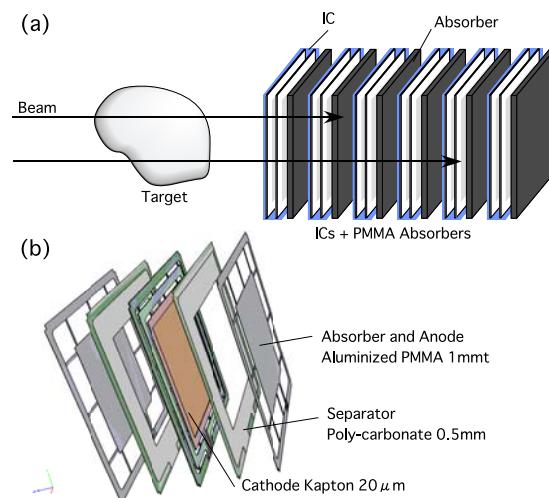 (a)
IC
Absorber
Beam
Target
ICs + PMMA Absorbers
(b)
Absorber and Anode
Aluminized PMMA 1mmt
Separator
Poly-carbonate 0.5mm
Cathode Kapton 20μm